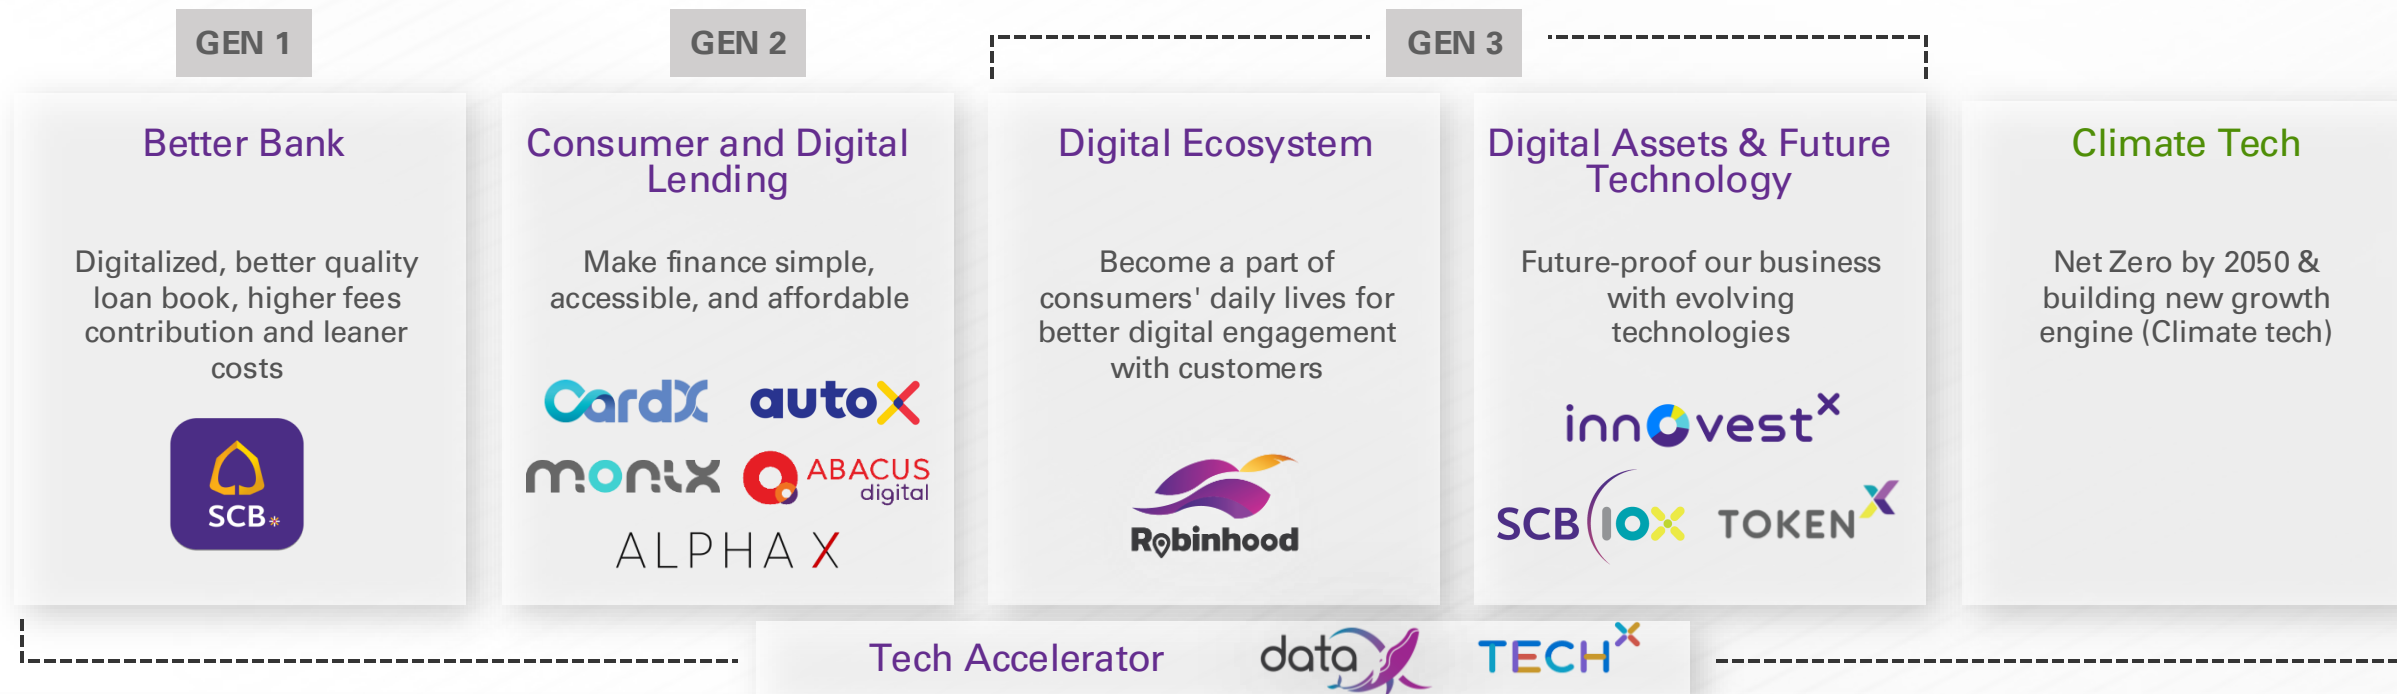 GEN 1
GEN 2
GEN 3
Better Bank
Digitalized, better quality
loan book, higher fees
contribution and leaner
costs
SCB
Consumer and Digital
Lending
Make finance simple,
accessible, and affordable
CardX
autoX
monix
ABACUS
digital
ALPHA X
Digital Ecosystem
Become a part of
consumers' daily lives for
better digital engagement
with customers
Robinhood
Digital Assets & Future
Technology
Future-proof our business
with evolving
technologies
innovestX
SCB 10X
TOKEN X
Climate Tech
Net Zero by 2050 &
building new growth
engine (Climate tech)
Tech Accelerator
dataX
TECHX